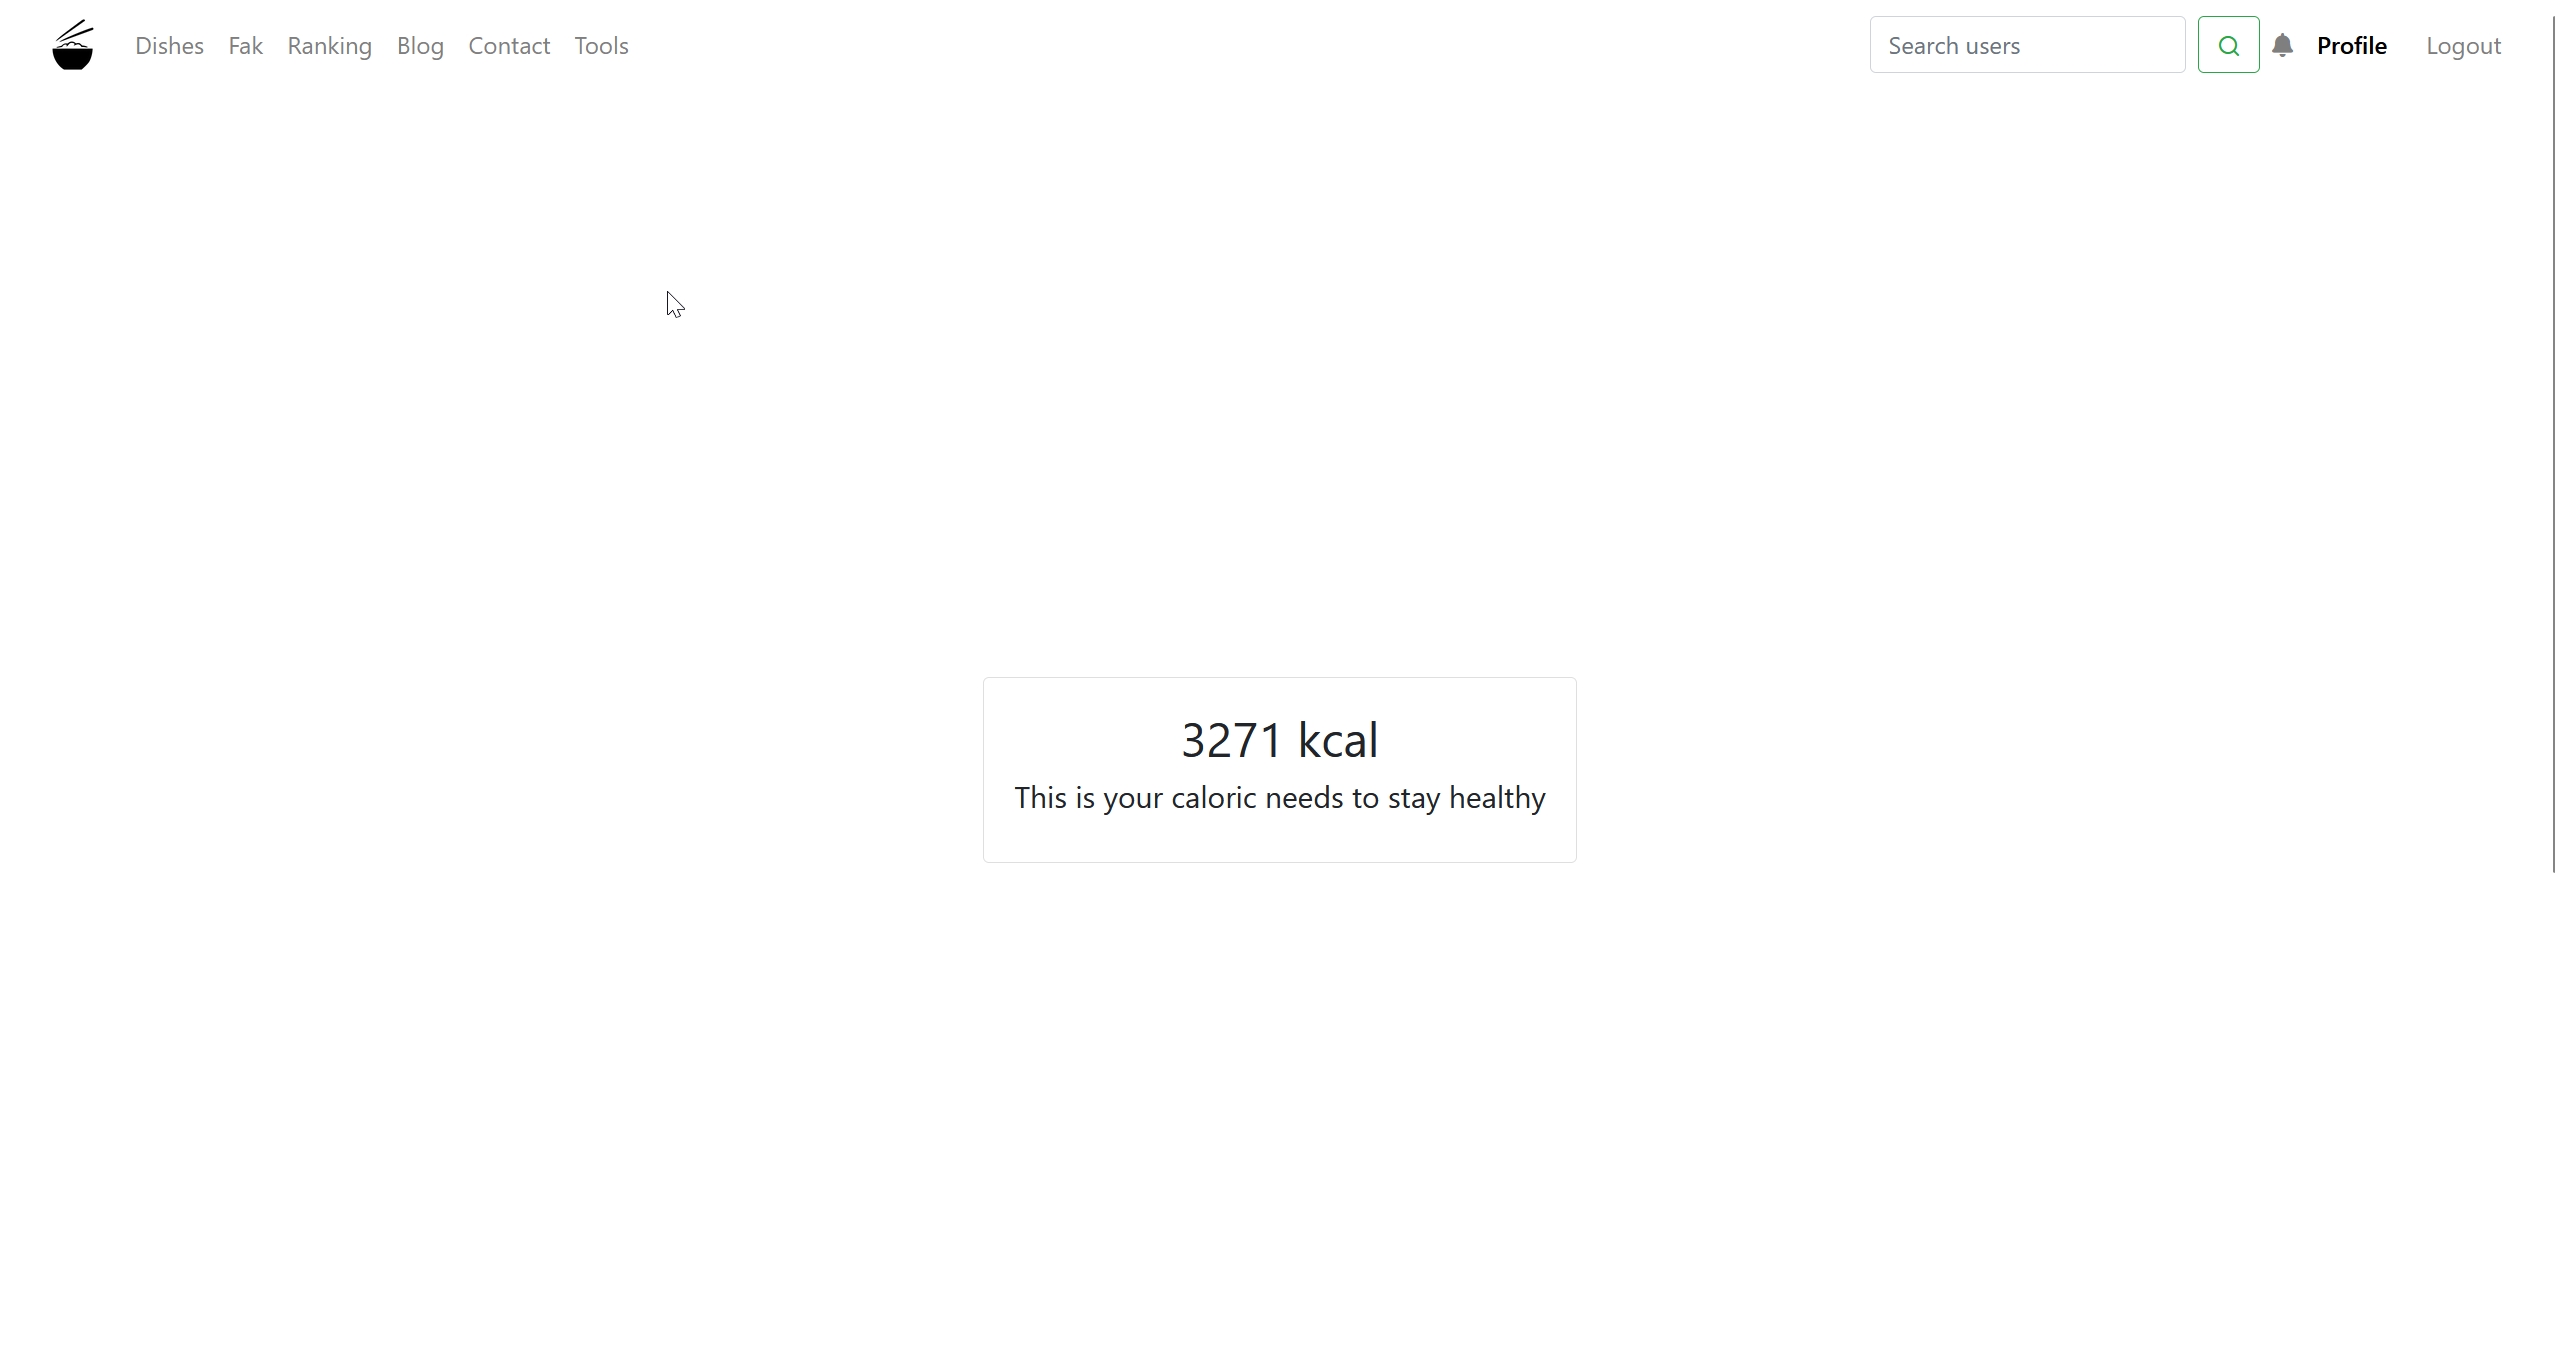 Dishes Fak Ranking Blog Contact Tools Search users Profile Logout
3271 kcal
This is your caloric needs to stay healthy